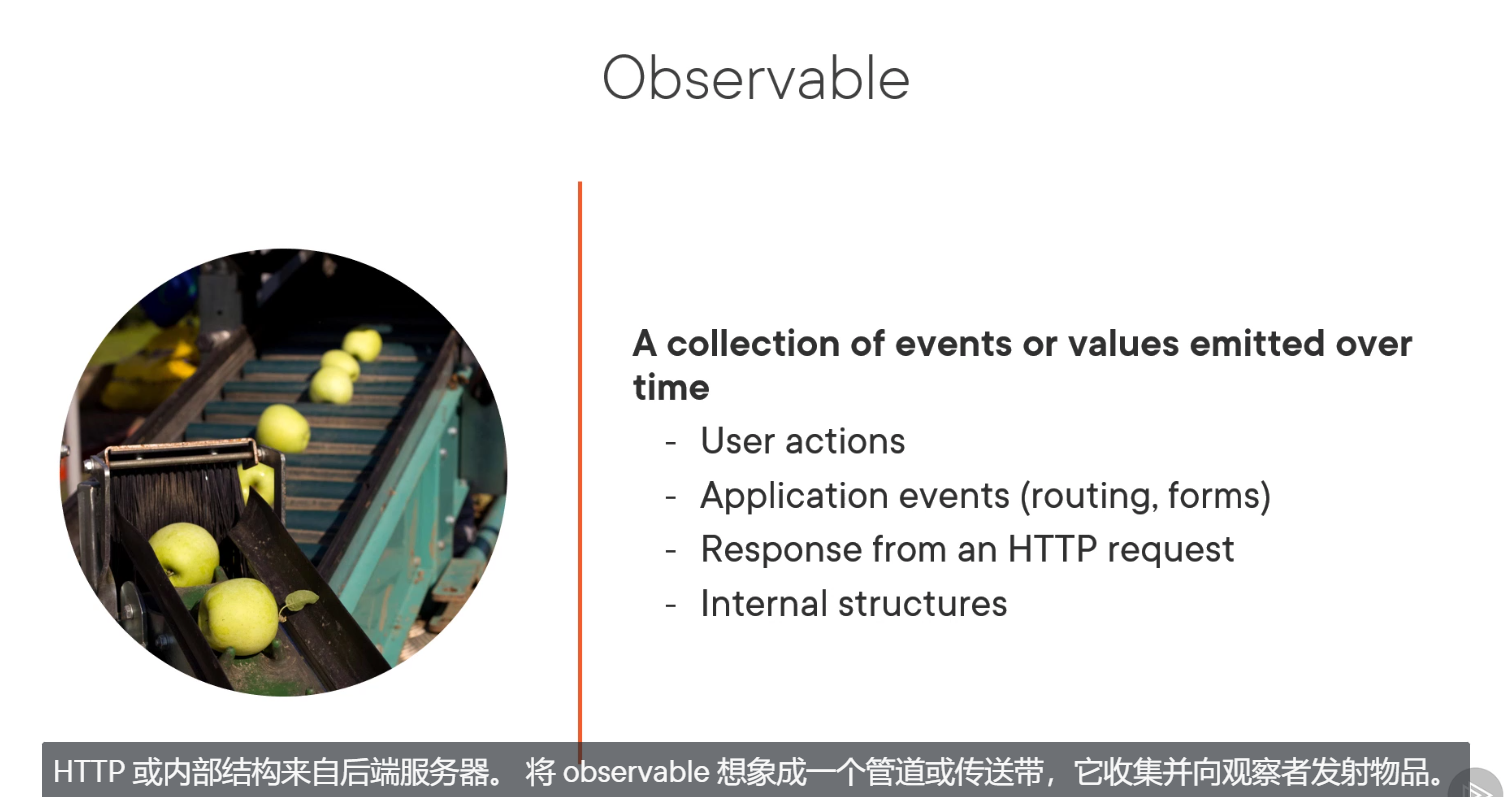 Observable
A collection of events or values emitted over
time
- User actions
- Application events (routing, forms)
- Response from an HTTP request
- Internal structures
HTTP 或内部结构来自后端服务器。 将 observable 想象成一个管道或传送带，它收集并向观察者发射物品。